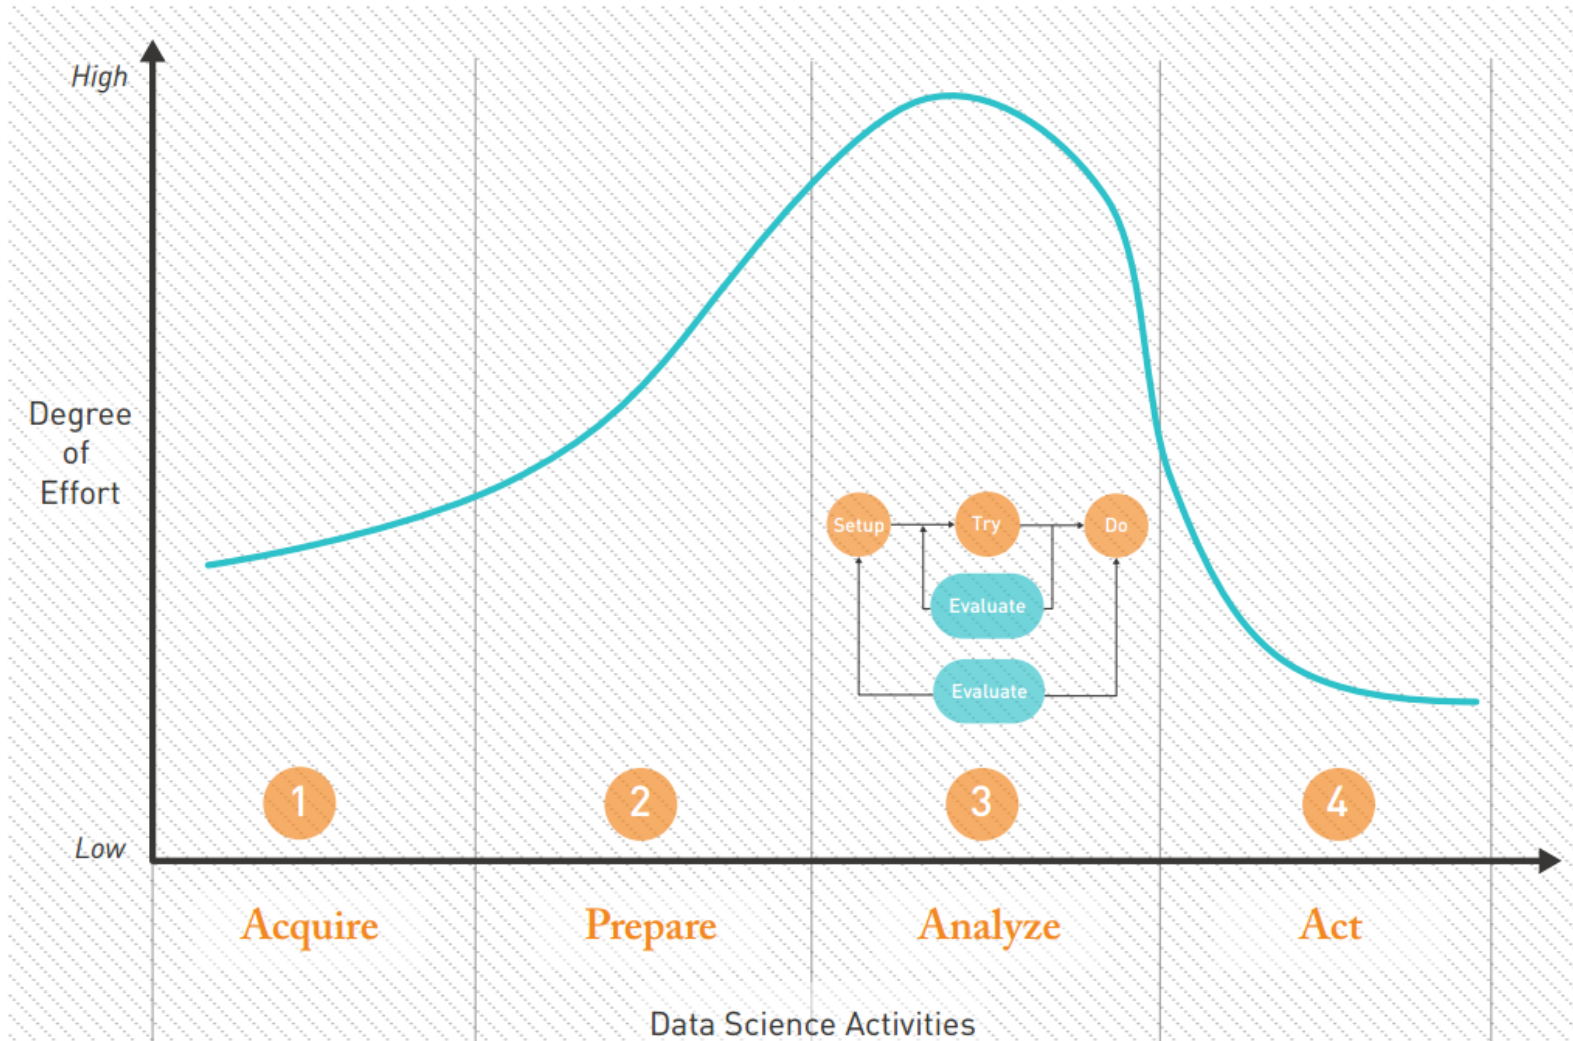 High
Degree
of
Effort
Setup
Try
Do
Evaluate
Evaluate
1
2
3
4
Low
Acquire
Prepare
Analyze
Act
Data Science Activities